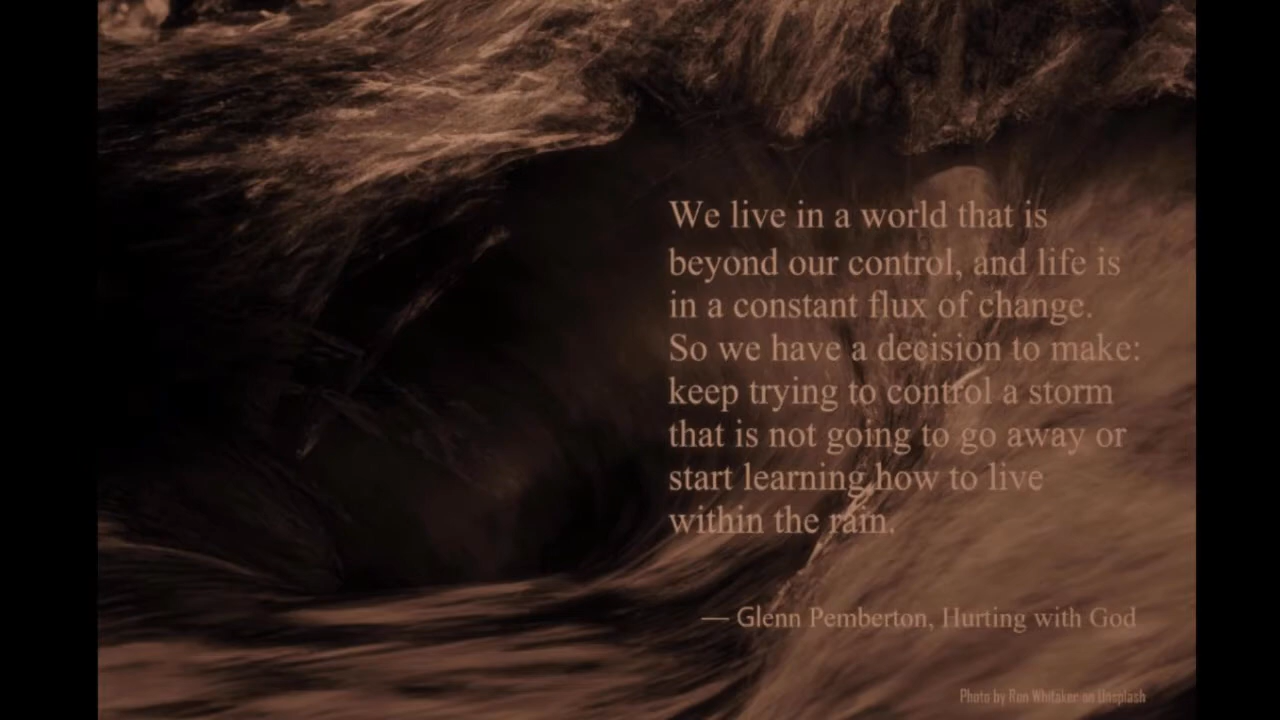 We live in a world that is
beyond our control, and life is
in a constant flux of change.
So we have a decision to make:
keep trying to control a storm
that is not going to go away or
start learning how to live
within the rain.
— Glenn Pemberton, Hurting with God
Photo by Ron Whitaker on Unsplash